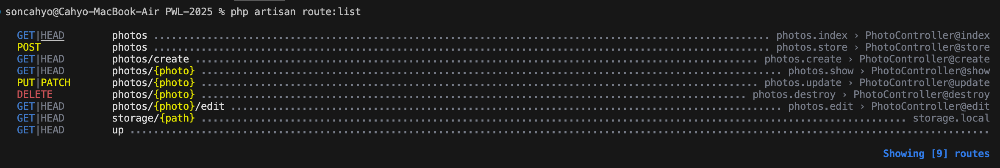 soncahyo@Cahyo-MacBook-Air PWL-2025 % php artisan route:list
GET|HEAD photos ........................................................................................................ photos.index › PhotoController@index
POST photos ........................................................................................................ photos.store › PhotoController@store
GET|HEAD photos/create ............................................................................................... photos.create › PhotoController@create
GET|HEAD photos/{photo} .................................................................................................. photos.show › PhotoController@show
PUT|PATCH photos/{photo} .............................................................................................. photos.update › PhotoController@update
DELETE photos/{photo} ............................................................................................ photos.destroy › PhotoController@destroy
GET|HEAD photos/{photo}/edit ............................................................................................. photos.edit › PhotoController@edit
GET|HEAD storage/{path} ....................................................................................................................... storage.local
GET|HEAD up .................................................................................................................................................
Showing [9] routes